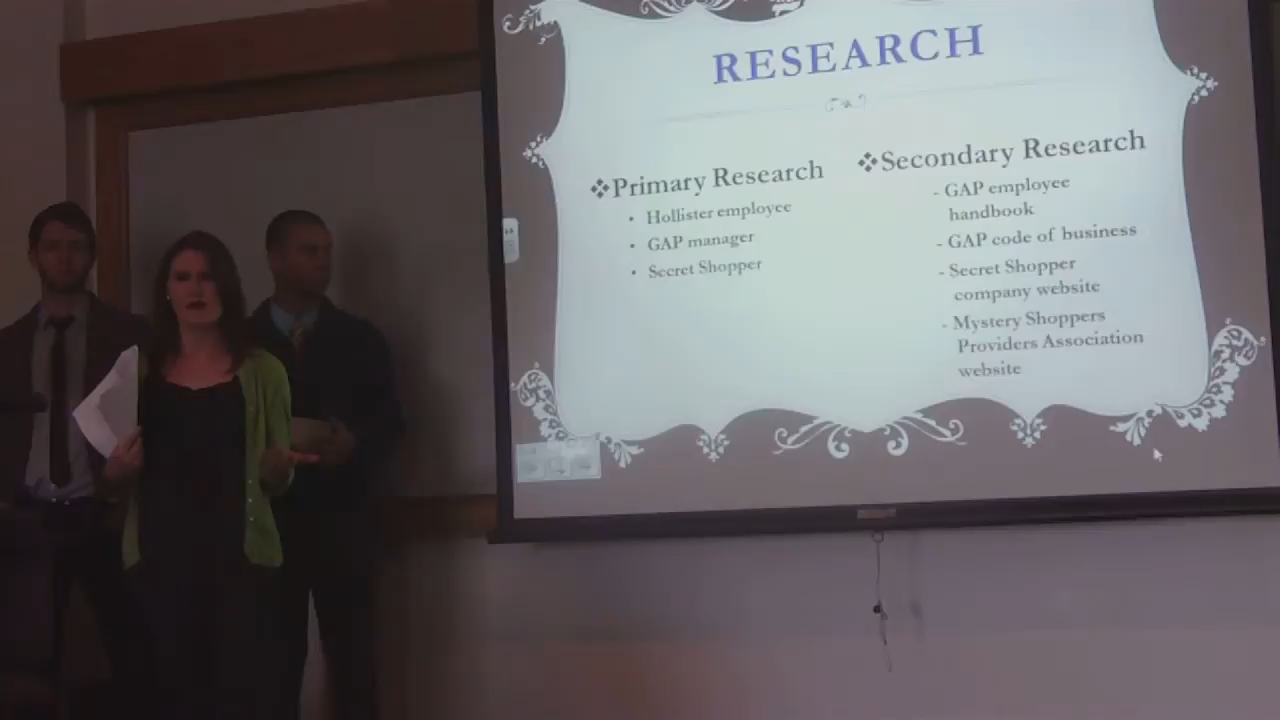 RESEARCH
❖Primary Research
• Hollister employee
• GAP manager
• Secret Shopper
❖Secondary Research
- GAP employee
handbook
- GAP code of business
- Secret Shopper
company website
- Mystery Shoppers
Providers Association
website